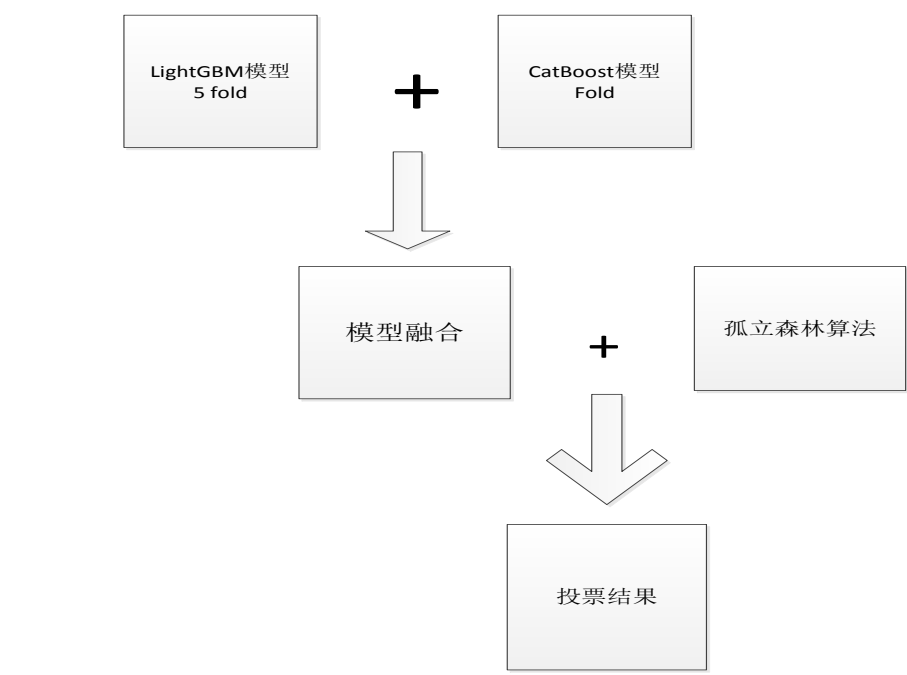 LightGBM模型
5 fold
+
CatBoost模型
Fold
模型融合
+
孤立森林算法
投票结果